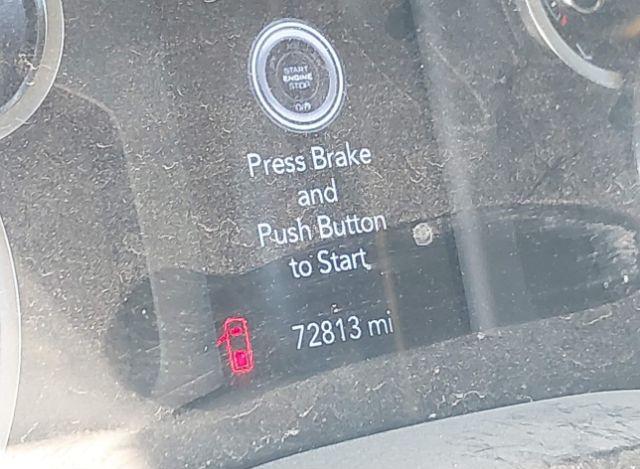 START
ENGINE
STOP
Press Brake
and
Push Button
to Start
72813 mi